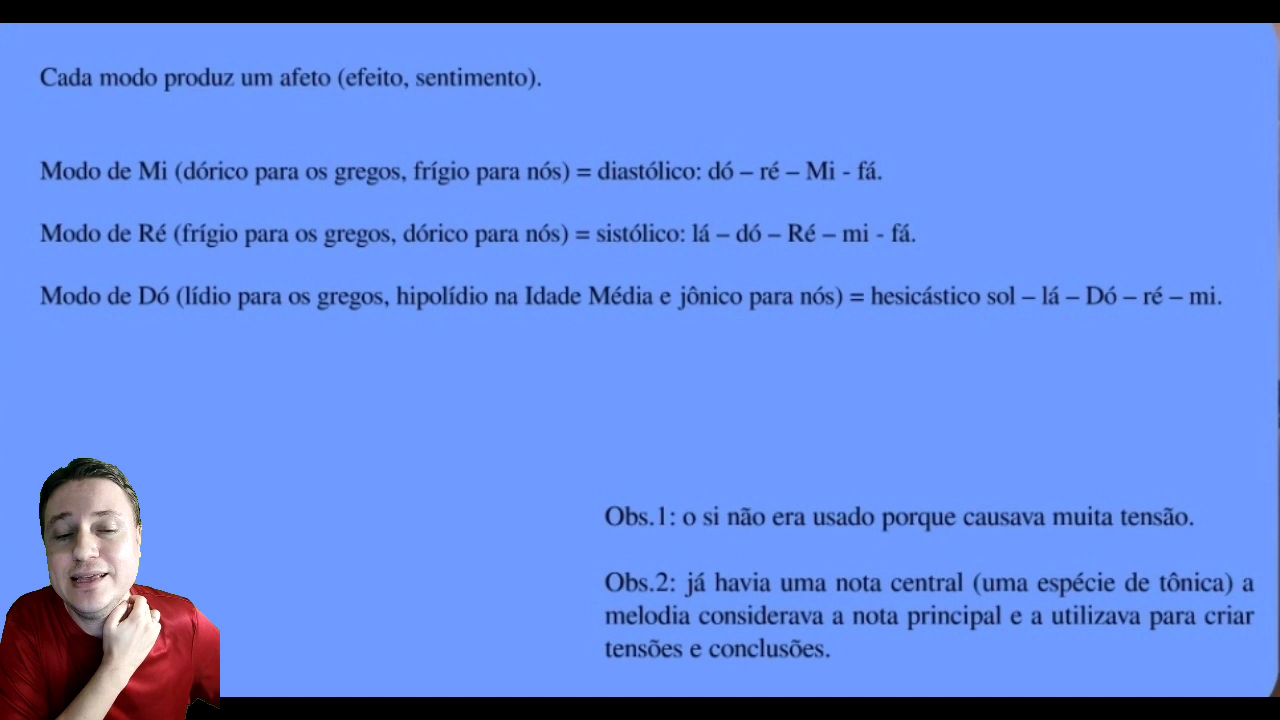 Cada modo produz um afeto (efeito, sentimento).
Modo de Mi (dórico para os gregos, frígio para nós) = diastólico: dó – ré – Mi - fá.
Modo de Ré (frígio para os gregos, dórico para nós) = sistólico: lá – dó – Ré – mi - fá.
Modo de Dó (lídio para os gregos, hipolídio na Idade Média e jônico para nós) = hesicástico sol – lá – Dó – ré – mi.
Obs.1: o si não era usado porque causava muita tensão.
Obs.2: já havia uma nota central (uma espécie de tônica) a
melodia considerava a nota principal e a utilizava para criar
tensões e conclusões.